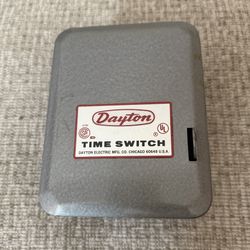 Dayton
TIME SWITCH
DAYTON ELECTRIC MFG. CO. CHICAGO 60648 U.S.A.